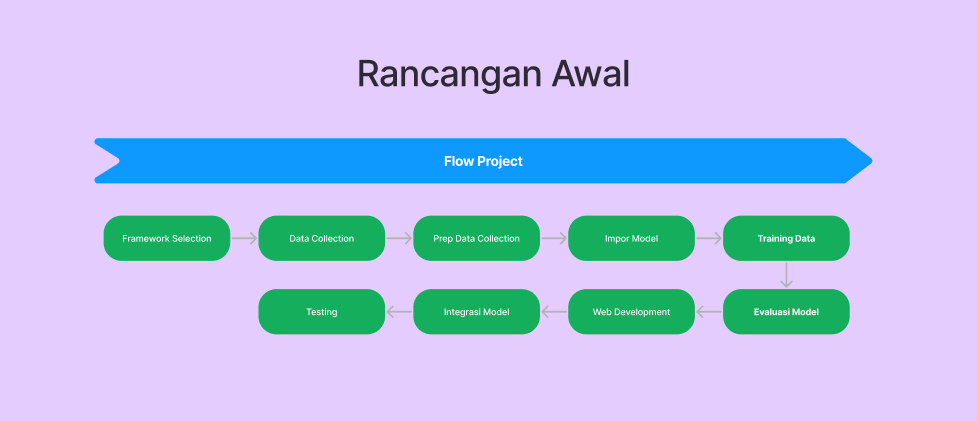 Rancangan Awal
Flow Project
Framework Selection
Data Collection
Prep Data Collection
Impor Model
Training Data
Evaluasi Model
Web Development
Integrasi Model
Testing